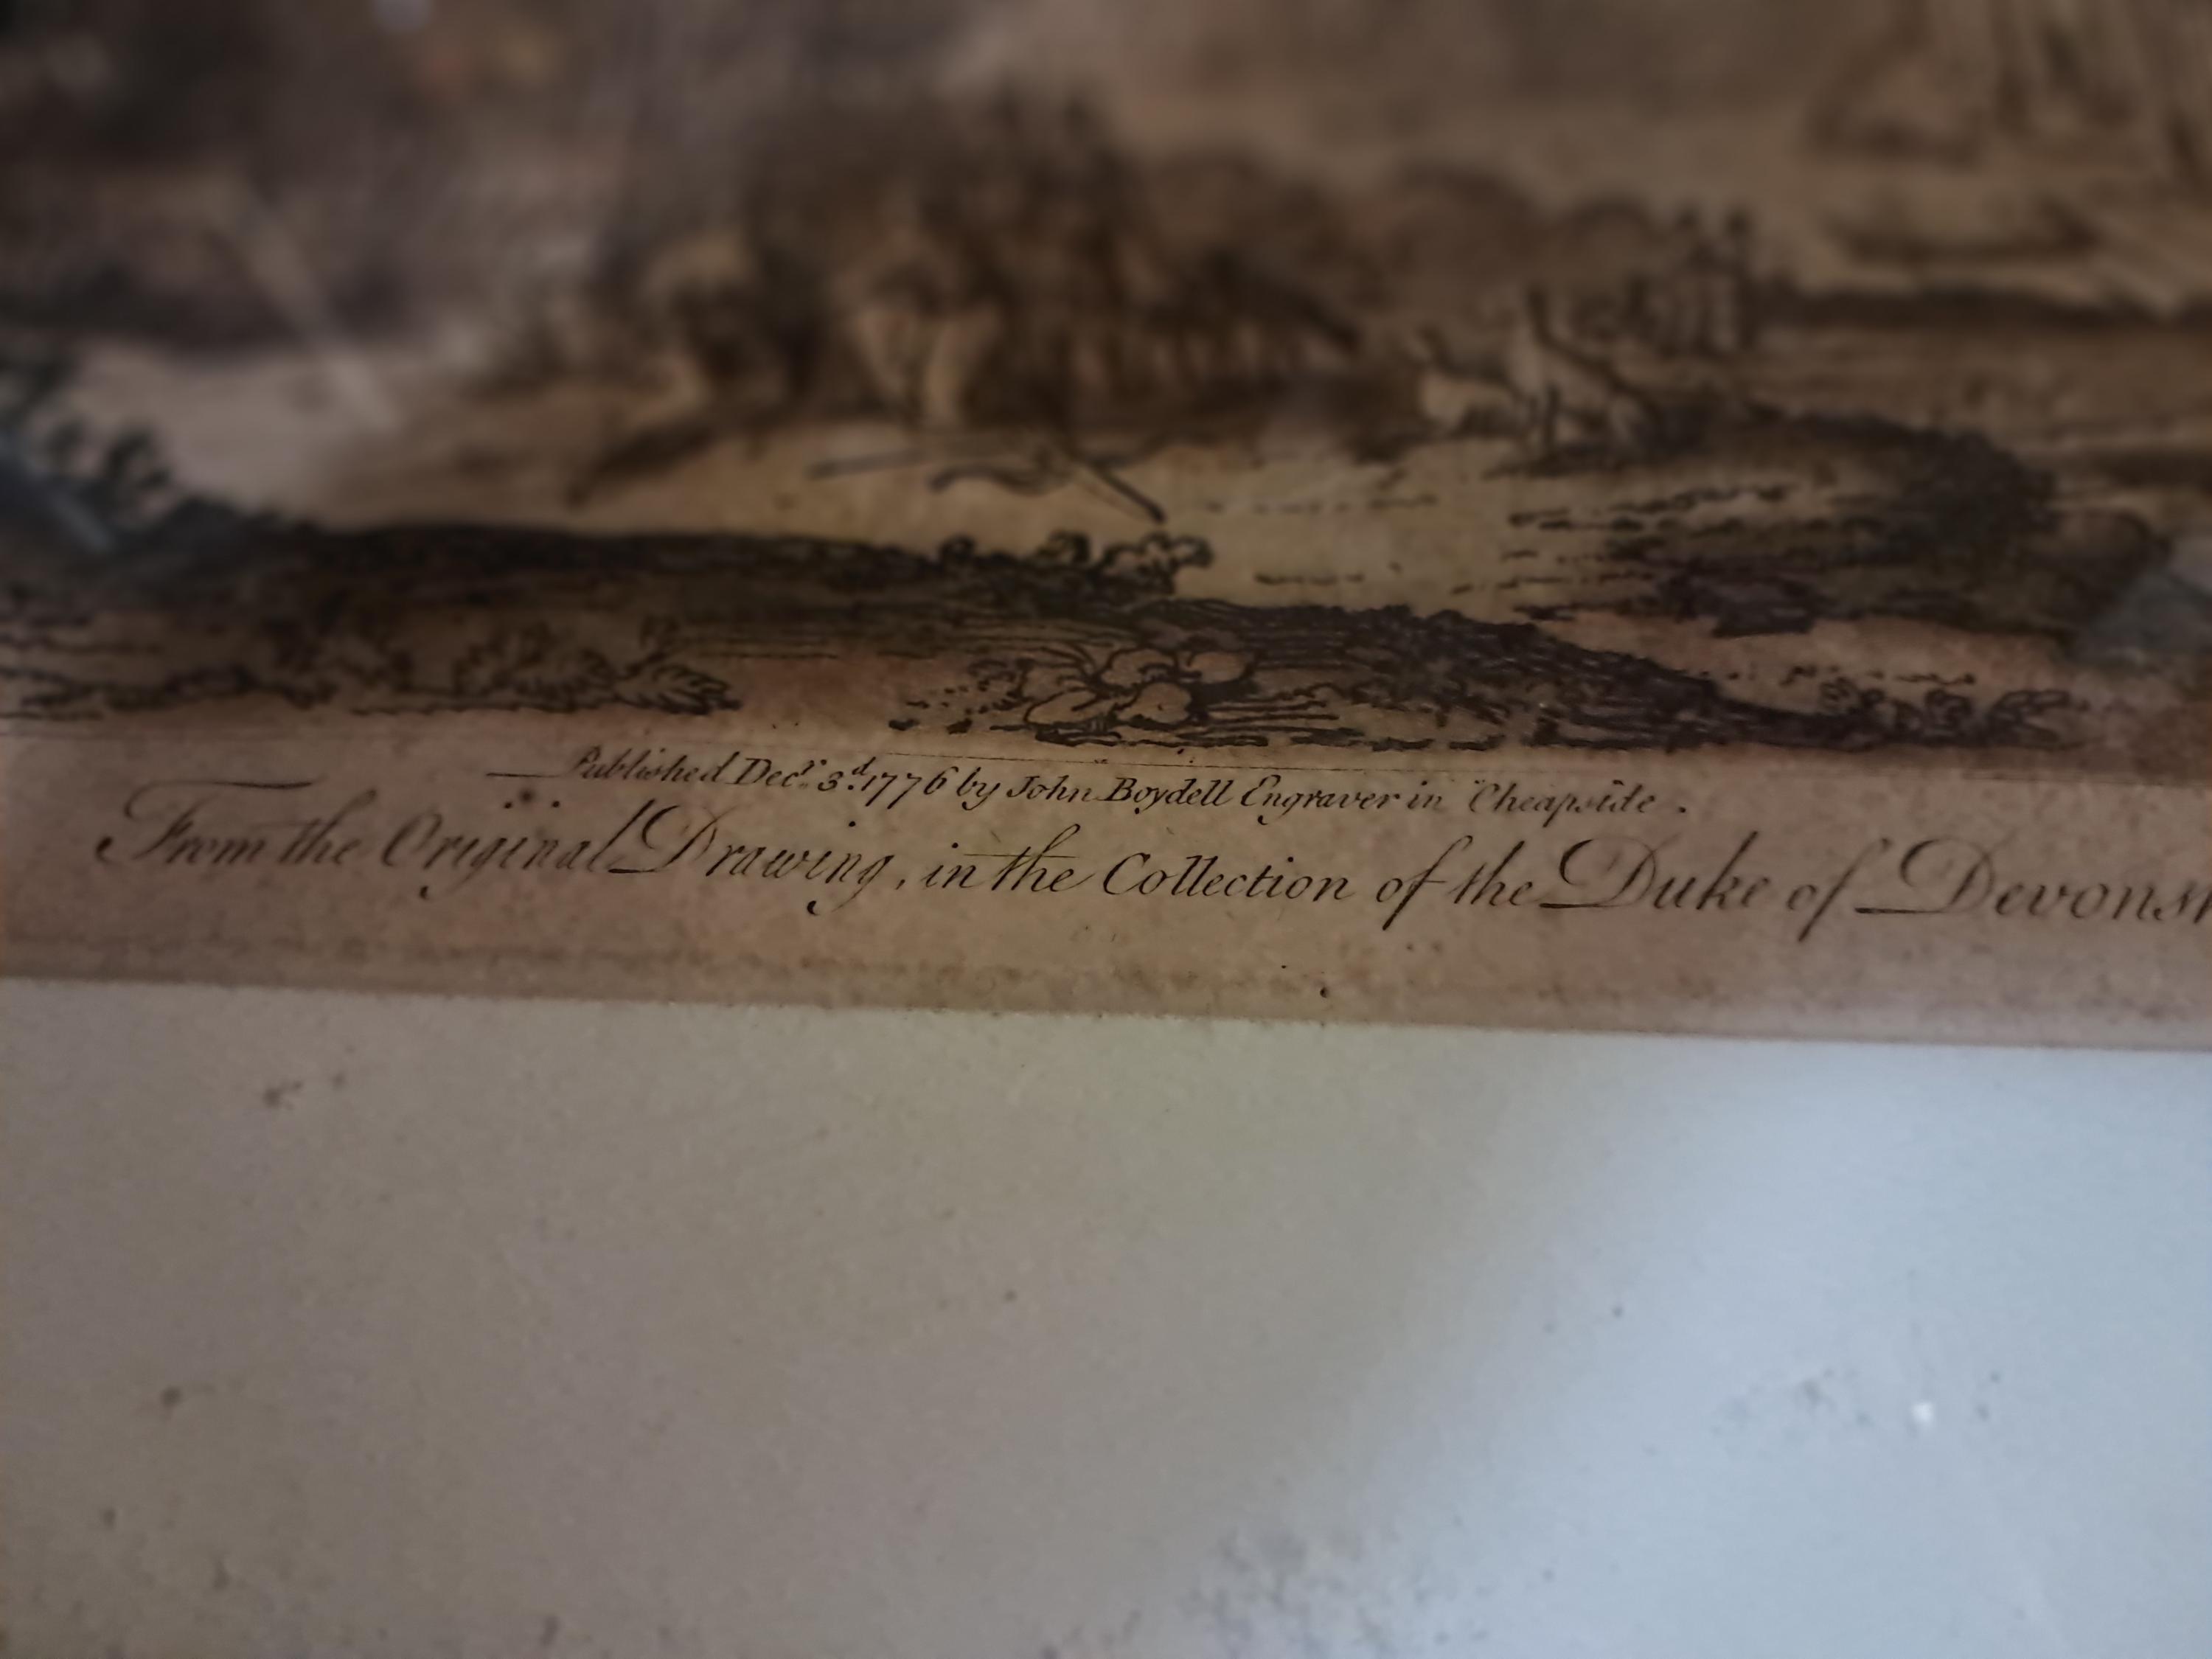 Published Decr. 3d. 1776 by John Boydell Engraver in Cheapside.
From the Original Drawing, in the Collection of the Duke of Devonsh